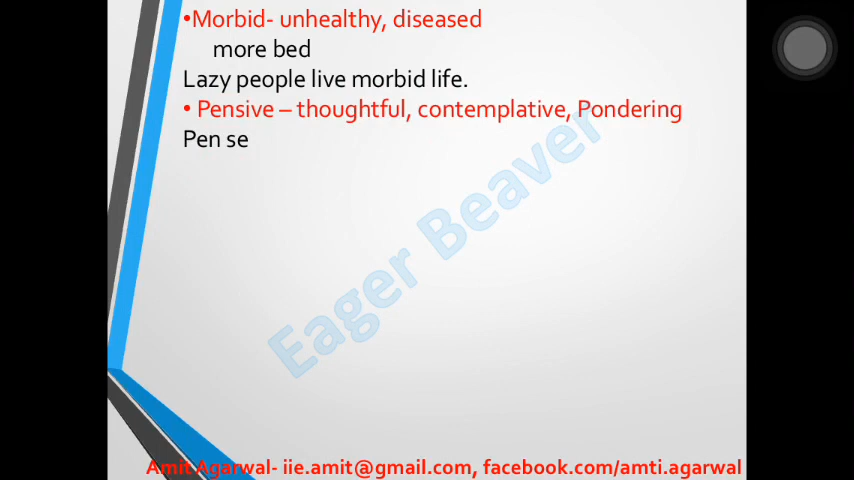 •Morbid- unhealthy, diseased
more bed
Lazy people live morbid life.
• Pensive – thoughtful, contemplative, Pondering
Pen se
Eager Beaver
Amit Agarwal- iie.amit@gmail.com, facebook.com/amti.agarwal